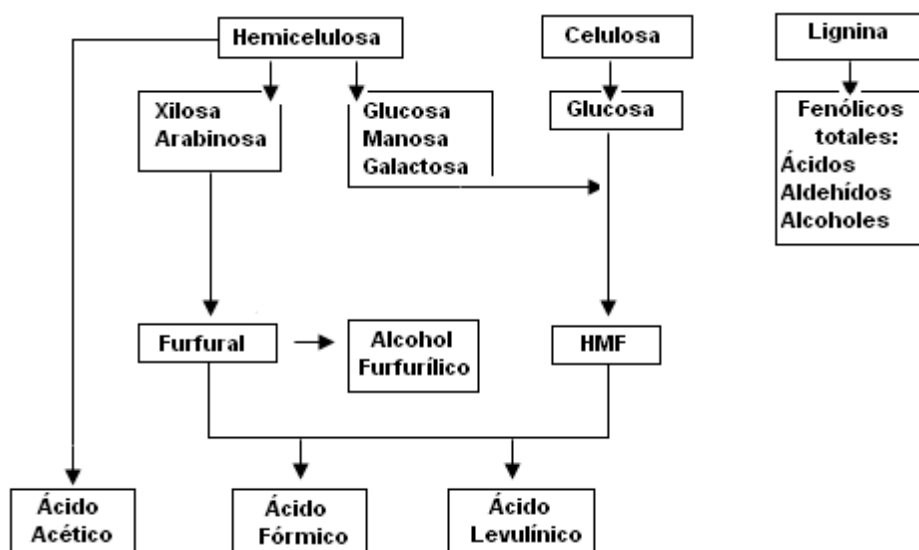 Hemicelulosa
Celulosa
Lignina
Xilosa
Arabinosa
Glucosa
Manosa
Galactosa
Glucosa
Fenólicos
totales:
Ácidos
Aldehídos
Alcoholes
Furfural
Alcohol
Furfurílico
HMF
Ácido
Acético
Ácido
Fórmico
Ácido
Levulínico